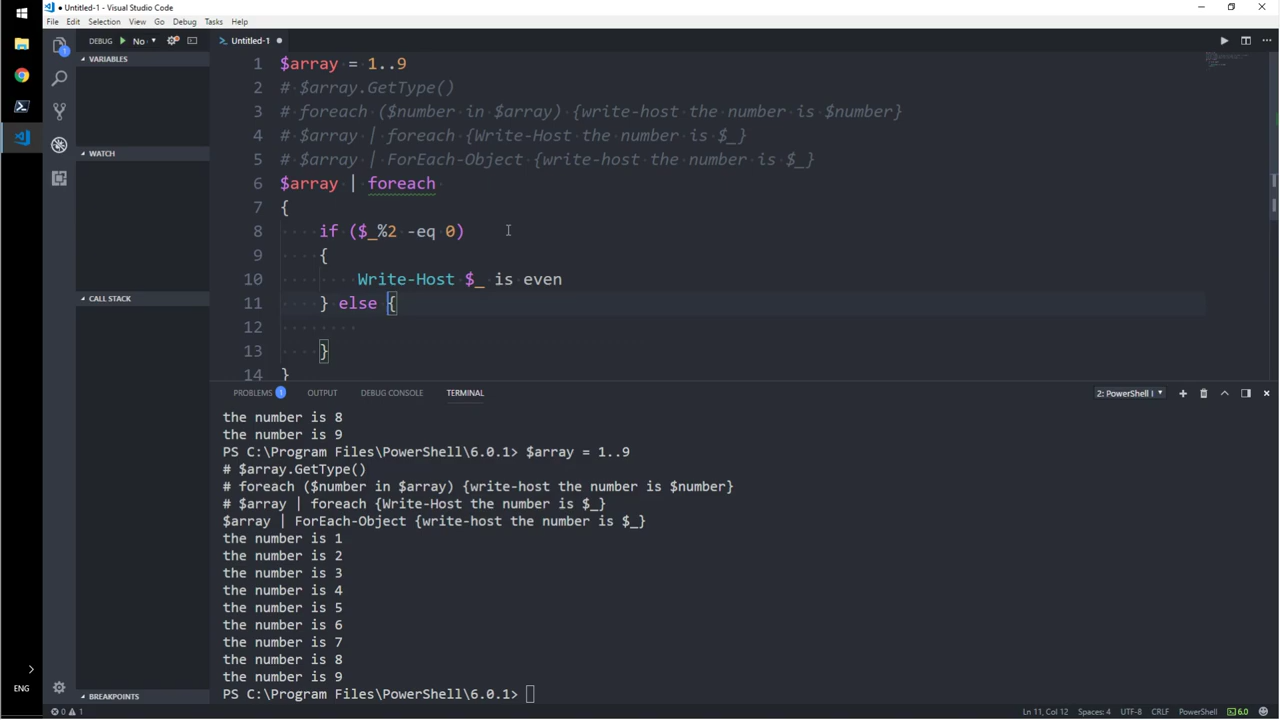 ● Untitled-1 - Visual Studio Code
File Edit Selection View Go Debug Tasks Help
DEBUG No
Untitled-1 ●
VARIABLES
WATCH
CALL STACK
BREAKPOINTS
1 $array = 1..9
2 # $array.GetType()
3 # foreach ($number in $array) {write-host the number is $number}
4 # $array | foreach {Write-Host the number is $_}
5 # $array | ForEach-Object {write-host the number is $_}
6 $array | foreach
7 {
8 if ($_%2 -eq 0)
9 {
10 Write-Host $_ is even
11 } else {
12
13 }
14 }
PROBLEMS 1 OUTPUT DEBUG CONSOLE TERMINAL 2: PowerShell I
the number is 8
the number is 9
PS C:\Program Files\PowerShell\6.0.1> $array = 1..9
# $array.GetType()
# foreach ($number in $array) {write-host the number is $number}
# $array | foreach {Write-Host the number is $_}
$array | ForEach-Object {write-host the number is $_}
the number is 1
the number is 2
the number is 3
the number is 4
the number is 5
the number is 6
the number is 7
the number is 8
the number is 9
PS C:\Program Files\PowerShell\6.0.1>
1
ENG
0 1 Ln 11, Col 12 Spaces: 4 UTF-8 CRLF PowerShell 6.0